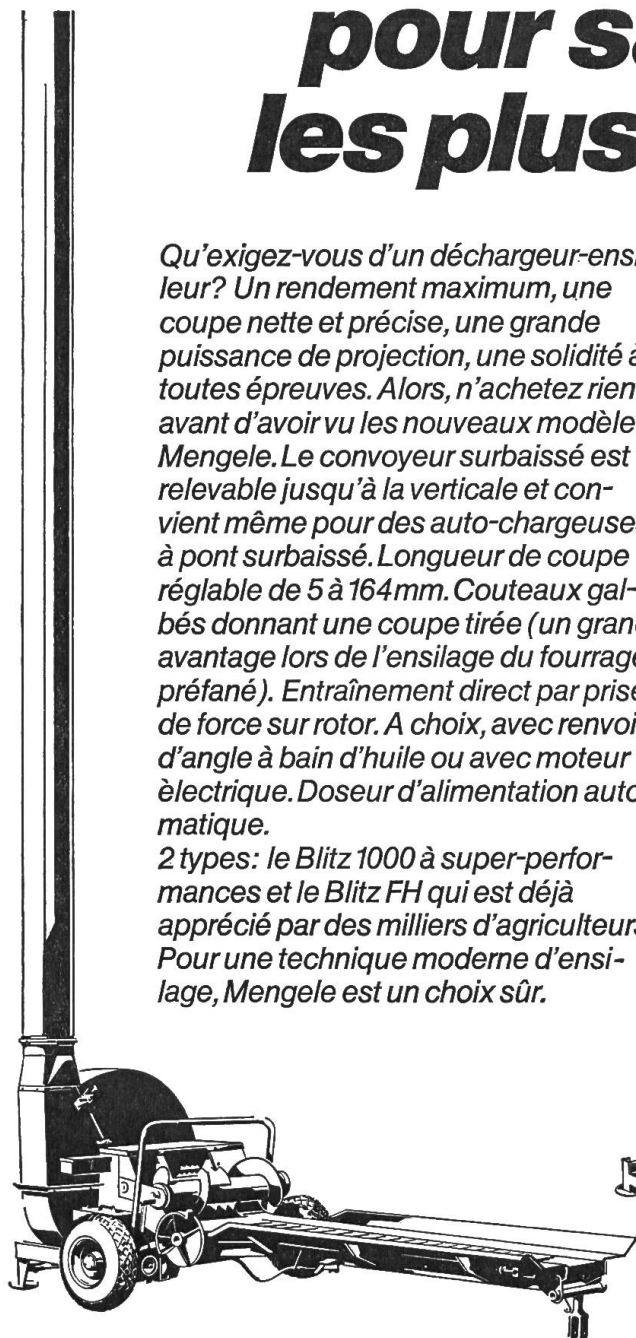 pour s
les plus
Qu'exigez-vous d'un déchargeur-ensi
leur? Un rendement maximum, une
coupe nette et précise, une grande
puissance de projection, une solidité à
toutes épreuves. Alors, n'achetez rien
avant d'avoir vu les nouveaux modèle
Mengele. Le convoyeur surbaissé est
relevable jusqu'à la verticale et con-
vient même pour des auto-chargeuse
à pont surbaissé. Longueur de coupe
réglable de 5 à 164mm. Couteaux gal-
bés donnant une coupe tirée (un gran
avantage lors de l'ensilage du fourrage
préfané). Entraînement direct par prise
de force sur rotor. A choix, avec renvoi
d'angle à bain d'huile ou avec moteur
èlectrique. Doseur d'alimentation auto
matique.
2 types: le Blitz 1000 à super-perfor-
mances et le Blitz FH qui est déjà
apprécié par des milliers d'agriculteur
Pour une technique moderne d'ensi-
lage, Mengele est un choix sûr.